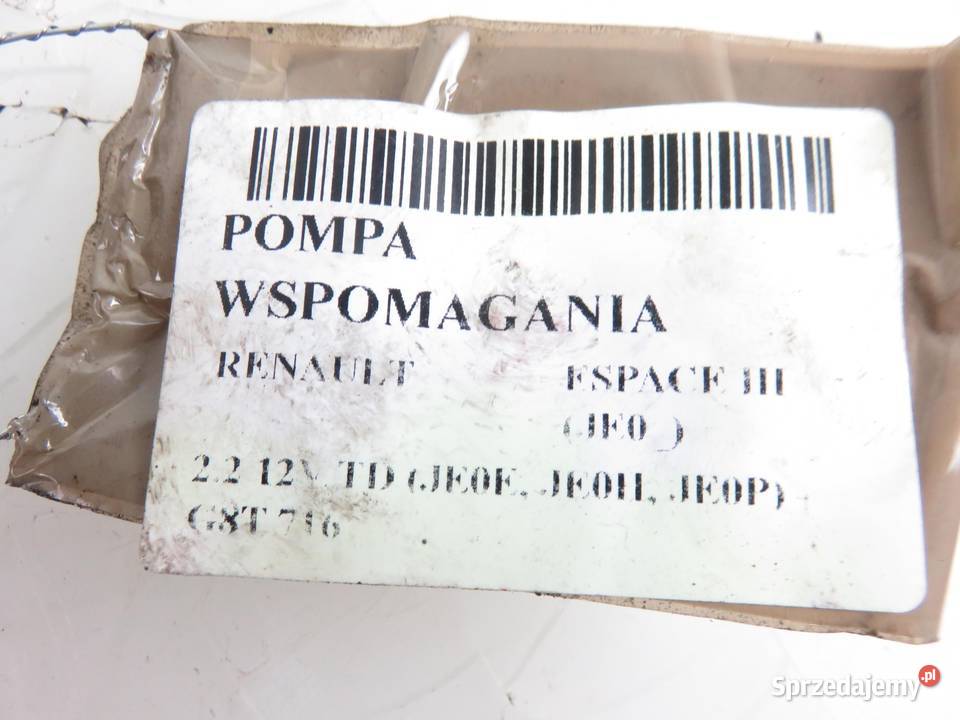 POMPA
WSPOMAGANIA
RENAULT ESPACE III
(JE0_)
2.2 12V TD (JE0E, JE0H, JE0P)
G8T 716
Sprzedajemy.pl